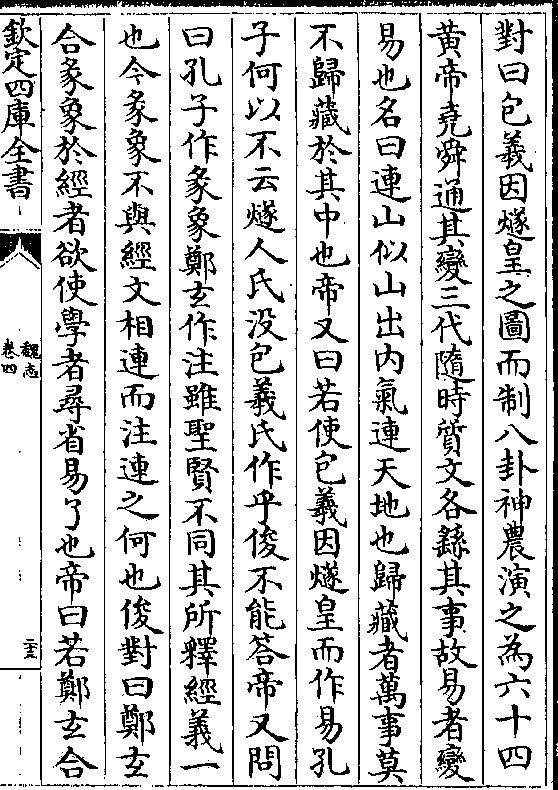 對曰包羲因燧皇之圖而制八卦神農演之為六十四
黄帝堯舜通其變三代隨時質文各繇其事故易者變
易也名曰連山似山出内氣連天地也歸藏者萬事莫
不歸藏於其中也帝又曰若使包羲因燧皇而作易孔
子何以不云燧人氏没包羲氏作乎俊不能答帝又問
曰孔子作彖象鄭𤣥作注雖聖賢不同其所釋經義一
也今彖象不與經文相連而注連之何也俊對曰鄭𤣥
合彖象於經者欲使學者尋省易了也帝曰若鄭𤣥合
欽定四庫全書
魏志
卷四
二十五